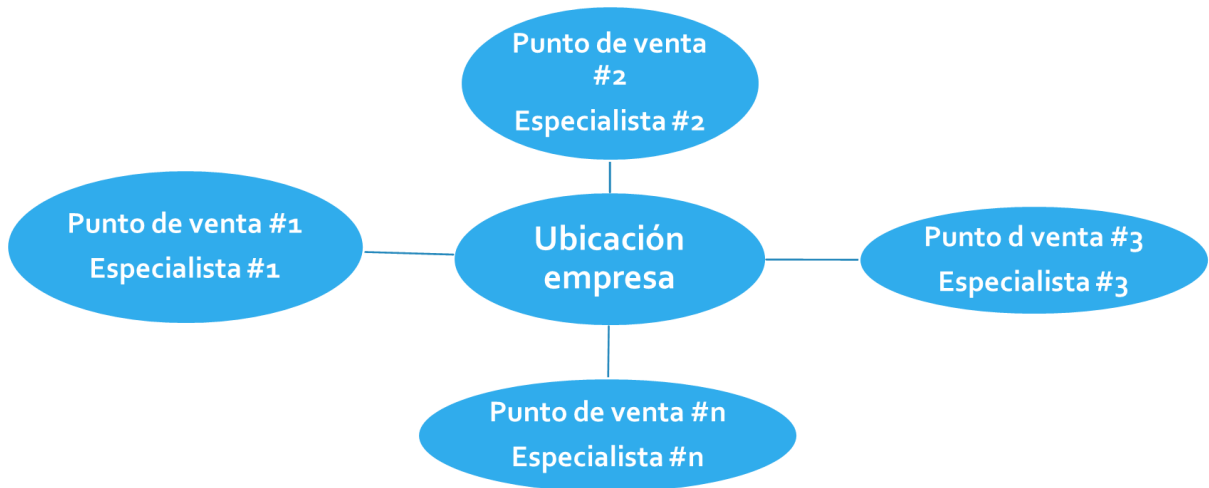 Punto de venta
#2
Especialista #2
Punto de venta #1
Especialista #1
Ubicación
empresa
Punto d venta #3
Especialista #3
Punto de venta #n
Especialista #n